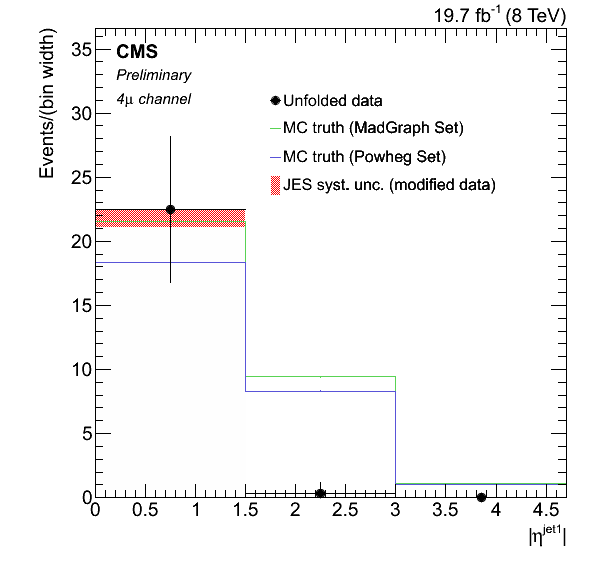 19.7 fb⁻¹ (8 TeV)
CMS
Preliminary
4μ channel
Unfolded data
MC truth (MadGraph Set)
MC truth (Powheg Set)
JES syst. unc. (modified data)
Events/(bin width)
35
30
25
20
15
10
5
0
0 0.5 1 1.5 2 2.5 3 3.5 4 4.5
|η^jet1|